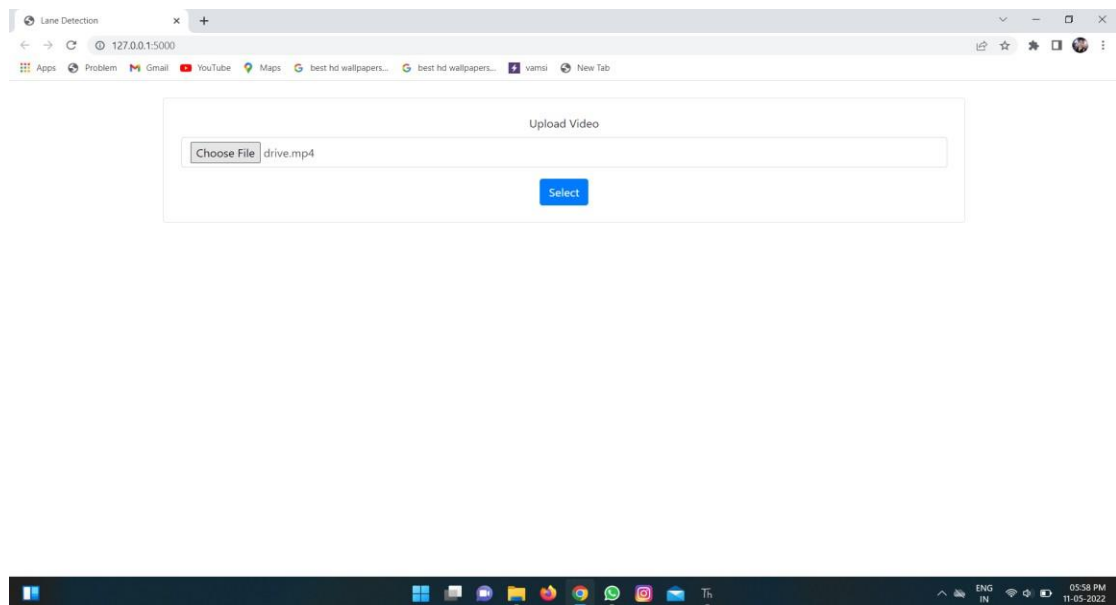 Lane Detection
127.0.0.1:5000
Apps Problem Gmail YouTube Maps best hd wallpapers... best hd wallpapers... vamsi New Tab
Upload Video
Choose File drive.mp4
Select
Th
ENG 05:58 PM
IN 11-05-2022